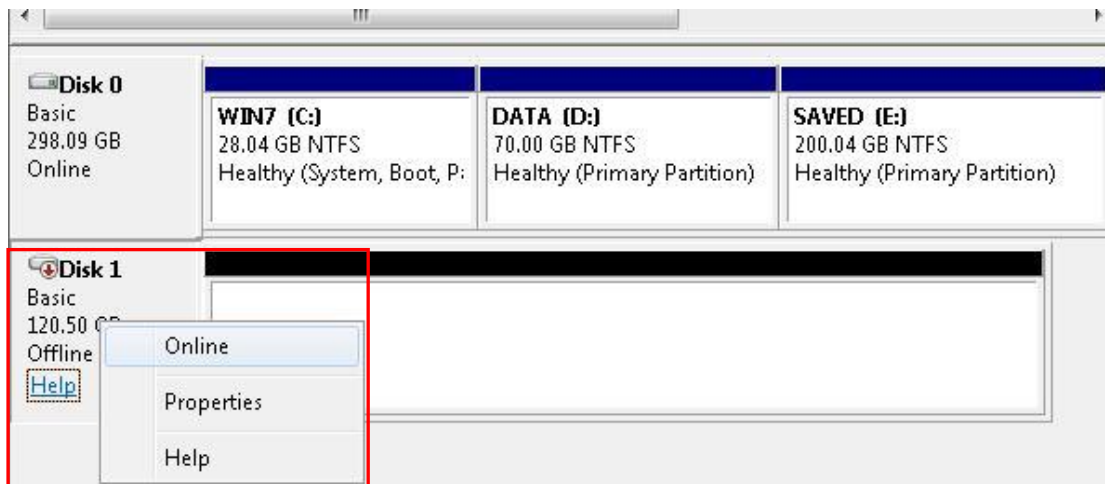 Disk 0
Basic
298.09 GB
Online
WIN7 (C:)
28.04 GB NTFS
Healthy (System, Boot, P
DATA (D:)
70.00 GB NTFS
Healthy (Primary Partition)
SAVED (E:)
200.04 GB NTFS
Healthy (Primary Partition)
Disk 1
Basic
120.50 GB
Offline
Help
Online
Properties
Help